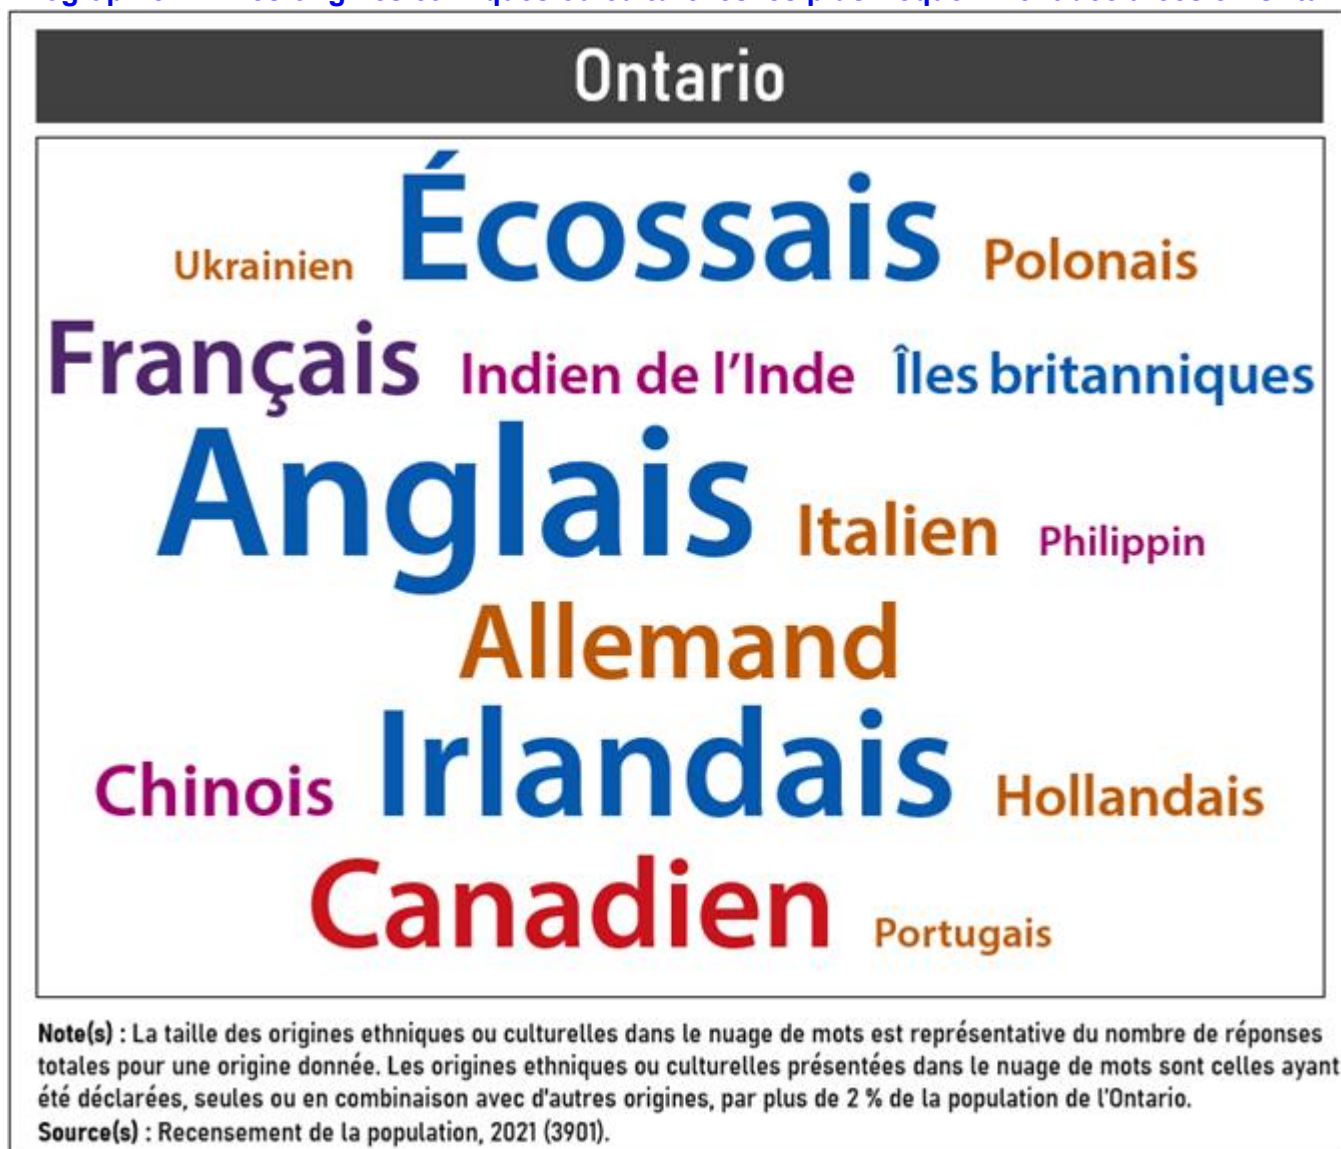 Ontario
Ukrainien Écossais Polonais
Français Indien de l'Inde Îles britanniques
Anglais Italien Philippin
Allemand
Chinois Irlandais Hollandais
Canadien Portugais
Note(s) : La taille des origines ethniques ou culturelles dans le nuage de mots est représentative du nombre de réponses
totales pour une origine donnée. Les origines ethniques ou culturelles présentées dans le nuage de mots sont celles ayant
été déclarées, seules ou en combinaison avec d'autres origines, par plus de 2 % de la population de l'Ontario.
Source(s) : Recensement de la population, 2021 (3901).